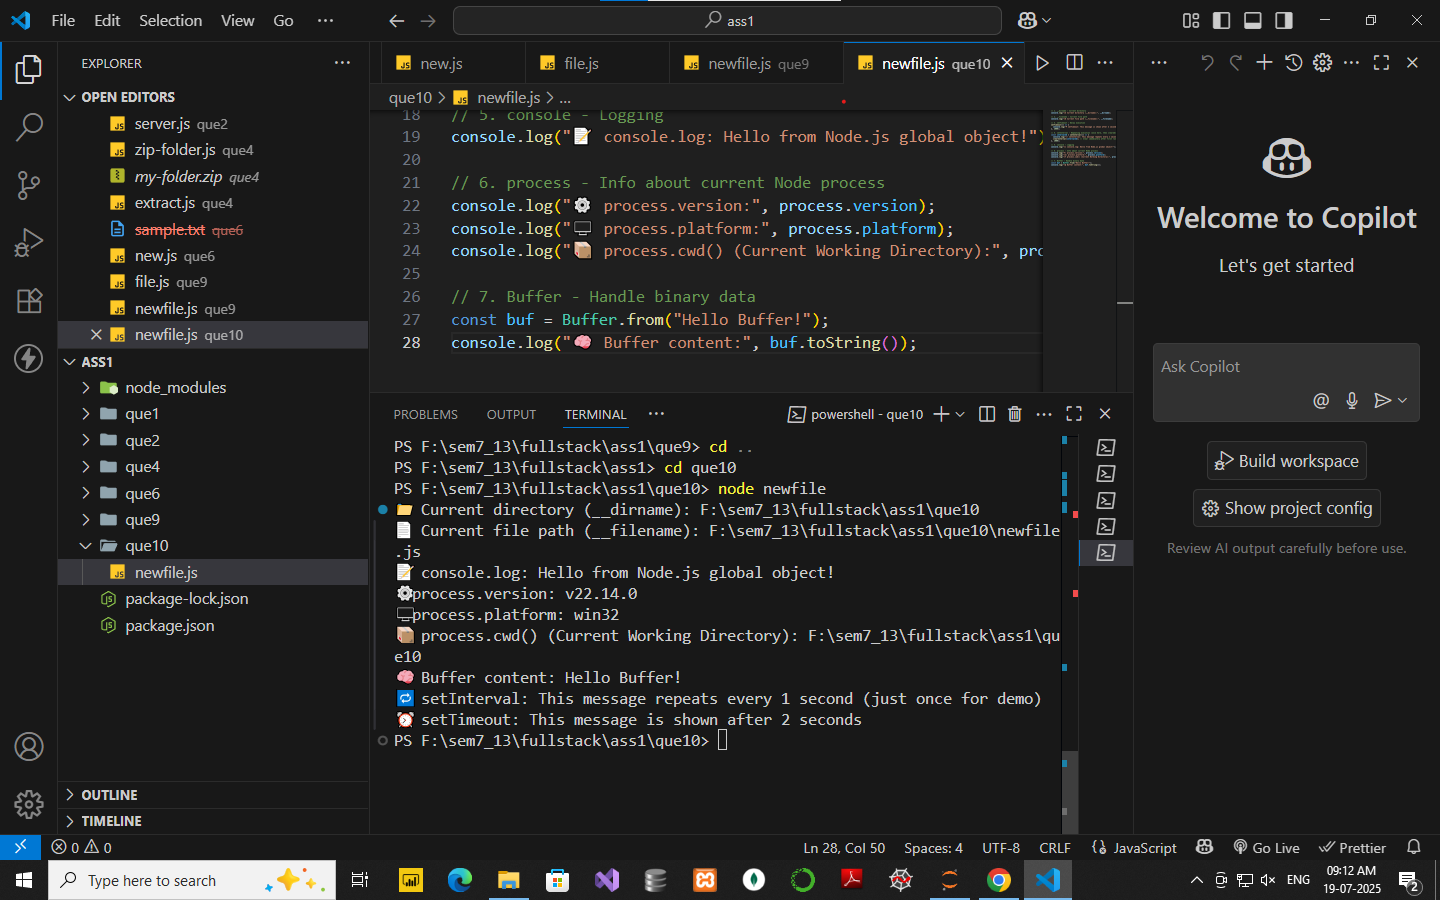 File Edit Selection View Go ···
ass1
EXPLORER
OPEN EDITORS
server.js que2
zip-folder.js que4
my-folder.zip que4
extract.js que4
sample.txt que6
new.js que6
file.js que9
newfile.js que9
newfile.js que10
ASS1
node_modules
que1
que2
que4
que6
que9
que10
newfile.js
package-lock.json
package.json
OUTLINE
TIMELINE
new.js
file.js
newfile.js que9
newfile.js que10
que10 > newfile.js > ...
18 // 5. console - Logging
19 console.log("📝 console.log: Hello from Node.js global object!")
20
21 // 6. process - Info about current Node process
22 console.log("⚙️ process.version:", process.version);
23 console.log("🖥️ process.platform:", process.platform);
24 console.log("📦 process.cwd() (Current Working Directory):", pro
25
26 // 7. Buffer - Handle binary data
27 const buf = Buffer.from("Hello Buffer!");
28 console.log("🧠 Buffer content:", buf.toString());
PROBLEMS OUTPUT TERMINAL ···
powershell - que10
PS F:\sem7_13\fullstack\ass1\que9> cd ..
PS F:\sem7_13\fullstack\ass1> cd que10
PS F:\sem7_13\fullstack\ass1\que10> node newfile
📂 Current directory (__dirname): F:\sem7_13\fullstack\ass1\que10
📄 Current file path (__filename): F:\sem7_13\fullstack\ass1\que10\newfile
.js
📝 console.log: Hello from Node.js global object!
⚙️process.version: v22.14.0
🖥️process.platform: win32
📦 process.cwd() (Current Working Directory): F:\sem7_13\fullstack\ass1\qu
e10
🧠 Buffer content: Hello Buffer!
🔁 setInterval: This message repeats every 1 second (just once for demo)
⏰ setTimeout: This message is shown after 2 seconds
PS F:\sem7_13\fullstack\ass1\que10>
Welcome to Copilot
Let's get started
Ask Copilot
Build workspace
Show project config
Review AI output carefully before use.
0 0
Ln 28, Col 50 Spaces: 4 UTF-8 CRLF JavaScript Go Live Prettier
Type here to search
ENG
09:12 AM
19-07-2025
2